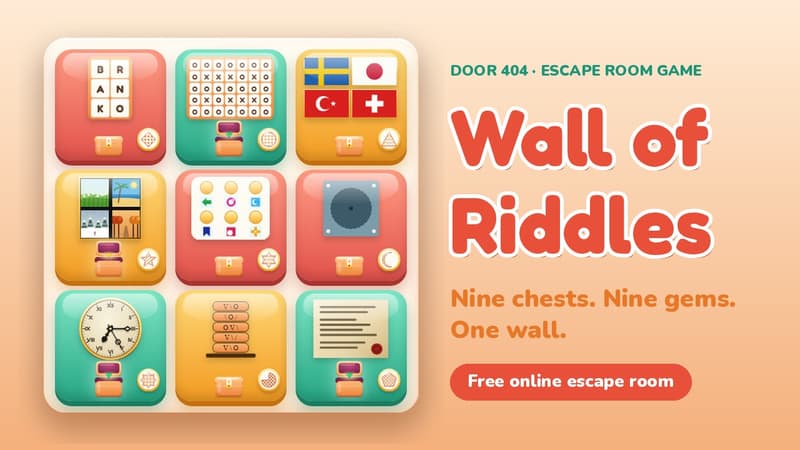 B R
A N
K O
DOOR 404 · ESCAPE ROOM GAME
Wall of
Riddles
Nine chests. Nine gems.
One wall.
Free online escape room